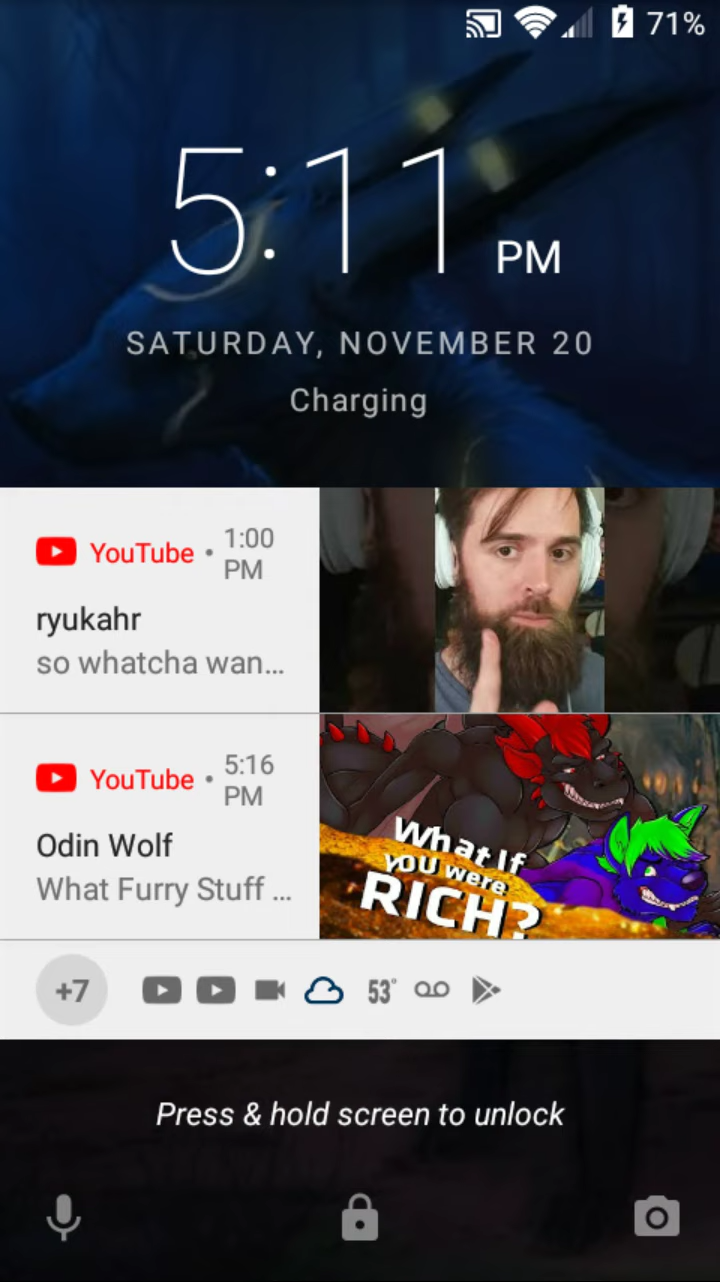 71%
5:11 PM
SATURDAY, NOVEMBER 20
Charging
YouTube • 1:00 PM
ryukahr
so whatcha wan...
YouTube • 5:16 PM
Odin Wolf
What Furry Stuff ...
What If
YOU were
RICH?
+7
53°
Press & hold screen to unlock